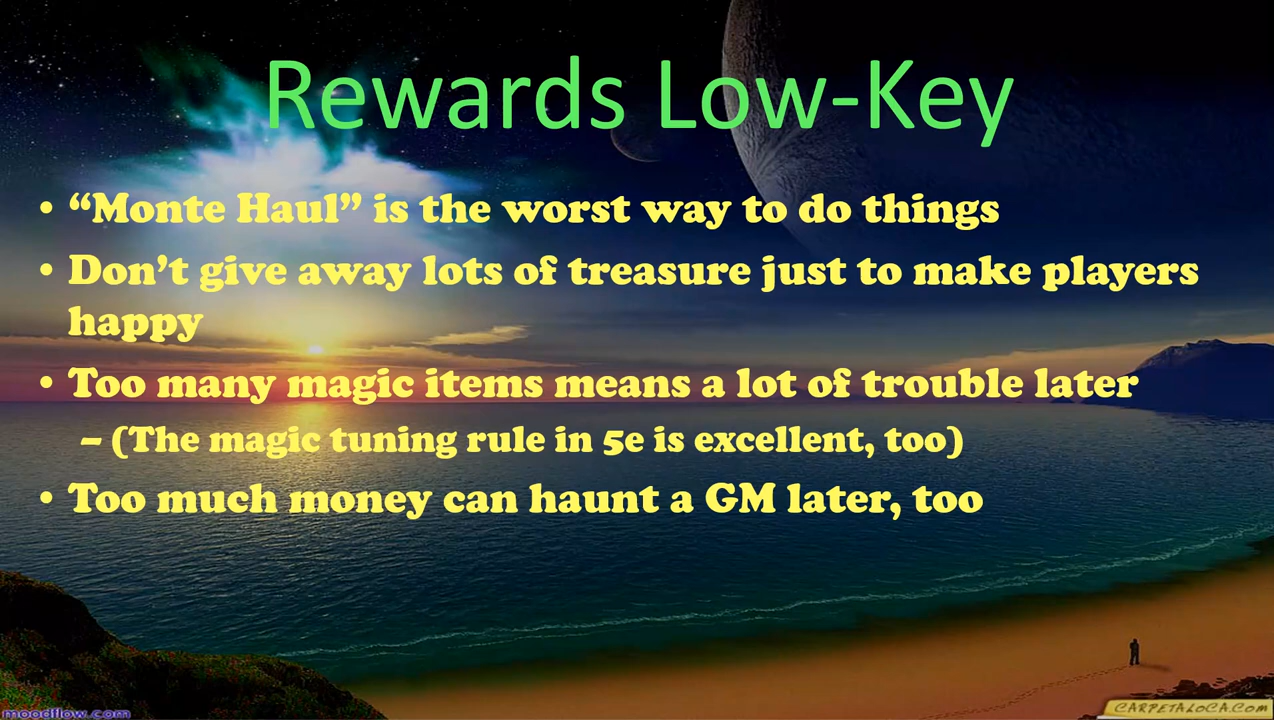 Rewards Low-Key
• “Monte Haul” is the worst way to do things
• Don’t give away lots of treasure just to make players
happy
• Too many magic items means a lot of trouble later
– (The magic tuning rule in 5e is excellent, too)
• Too much money can haunt a GM later, too
moodflow.com
CARPETALOCA.COM